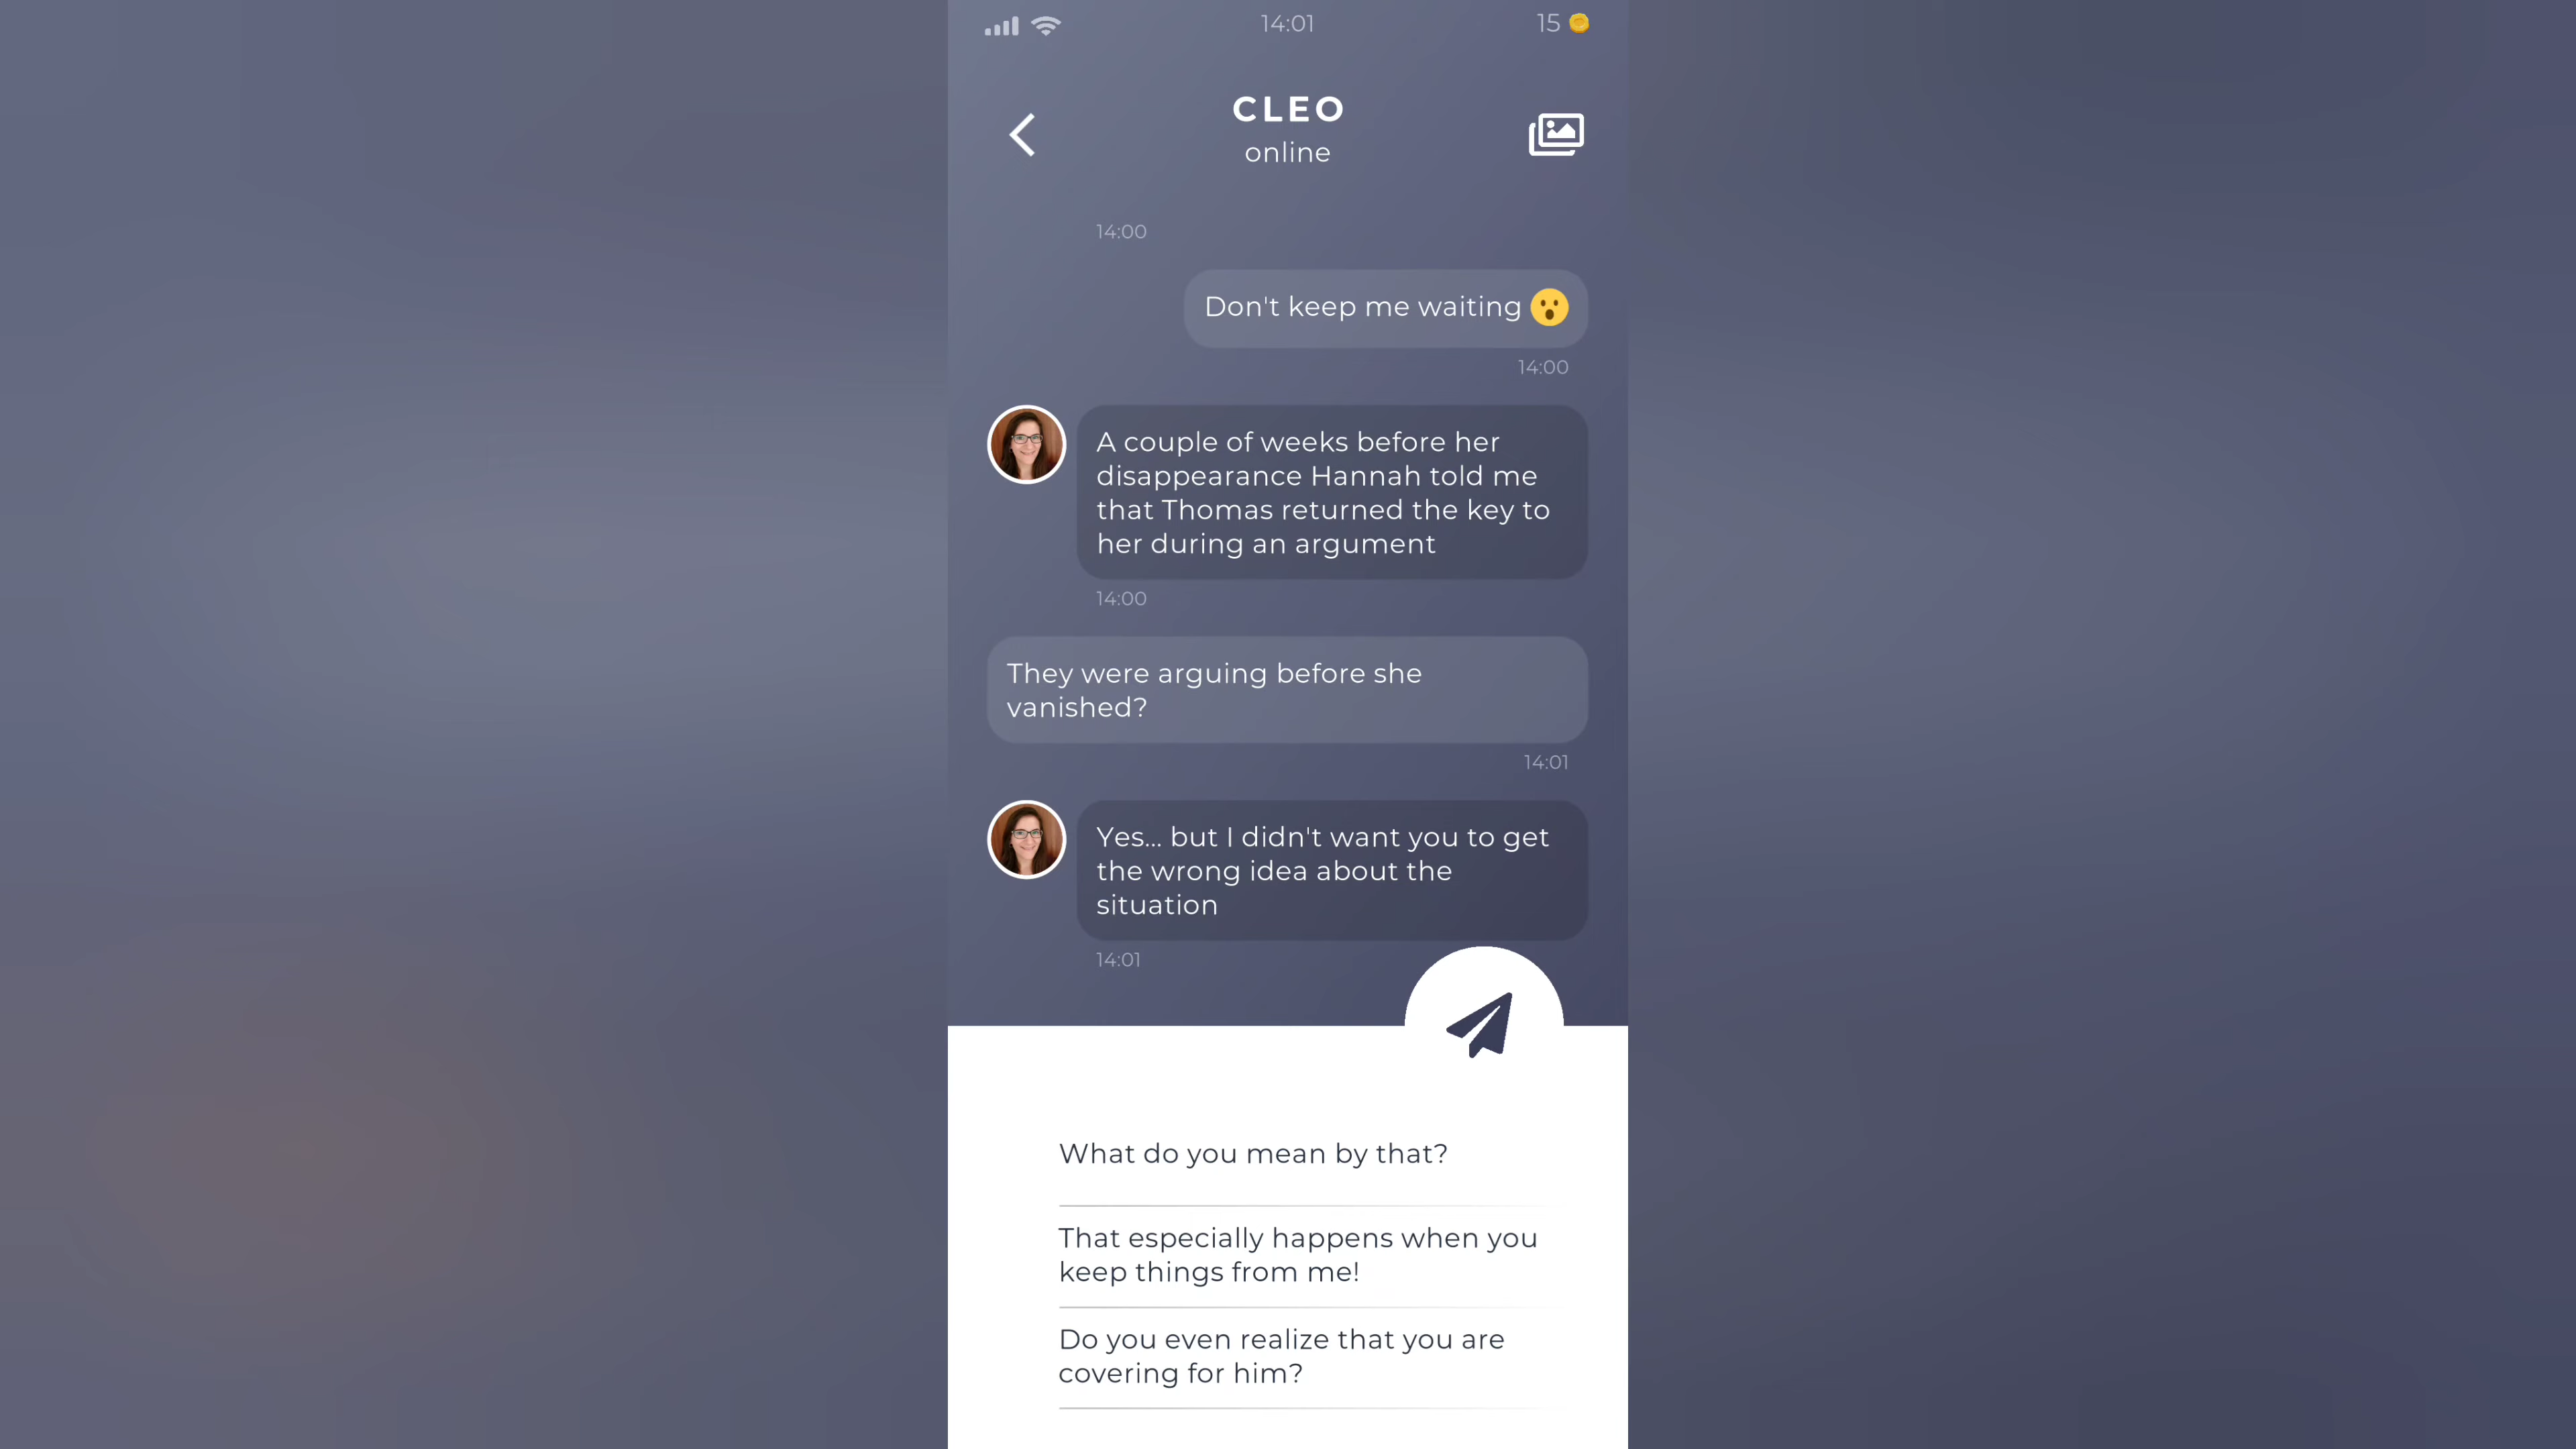 14:01
15
CLEO
online
14:00
Don't keep me waiting 😮
14:00
A couple of weeks before her
disappearance Hannah told me
that Thomas returned the key to
her during an argument
14:00
They were arguing before she
vanished?
14:01
Yes... but I didn't want you to get
the wrong idea about the
situation
14:01
What do you mean by that?
That especially happens when you
keep things from me!
Do you even realize that you are
covering for him?